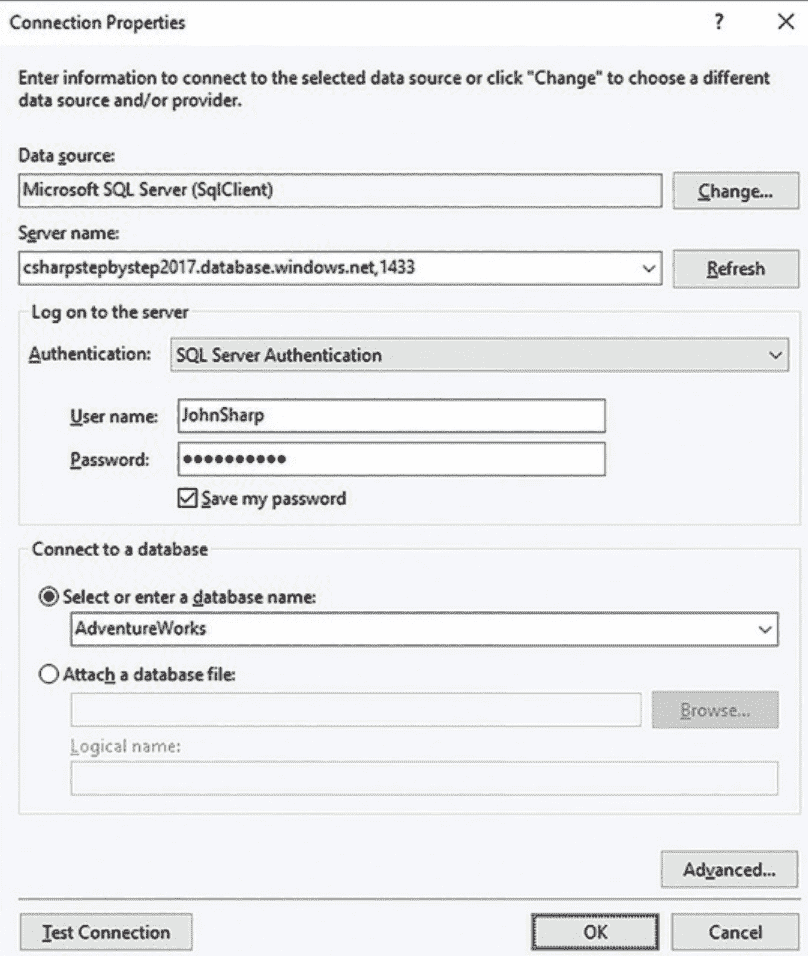 Connection Properties ? ×
Enter information to connect to the selected data source or click "Change" to choose a different
data source and/or provider.
Data source:
Microsoft SQL Server (SqlClient) Change...
Server name:
csharpstepbystep2017.database.windows.net,1433 Refresh
Log on to the server
Authentication: SQL Server Authentication
User name: JohnSharp
Password: ●●●●●●●●●●
Save my password
Connect to a database
Select or enter a database name:
AdventureWorks
Attach a database file:
Browse...
Logical name:
Advanced...
Test Connection OK Cancel